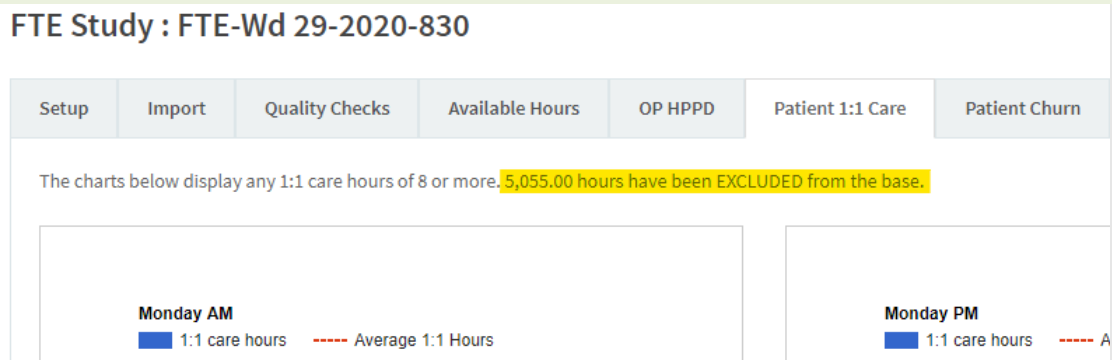 FTE Study : FTE-Wd 29-2020-830
Setup Import Quality Checks Available Hours OP HPPD Patient 1:1 Care Patient Churn
The charts below display any 1:1 care hours of 8 or more. 5,055.00 hours have been EXCLUDED from the base.
Monday AM
1:1 care hours Average 1:1 Hours
Monday PM
1:1 care hours A